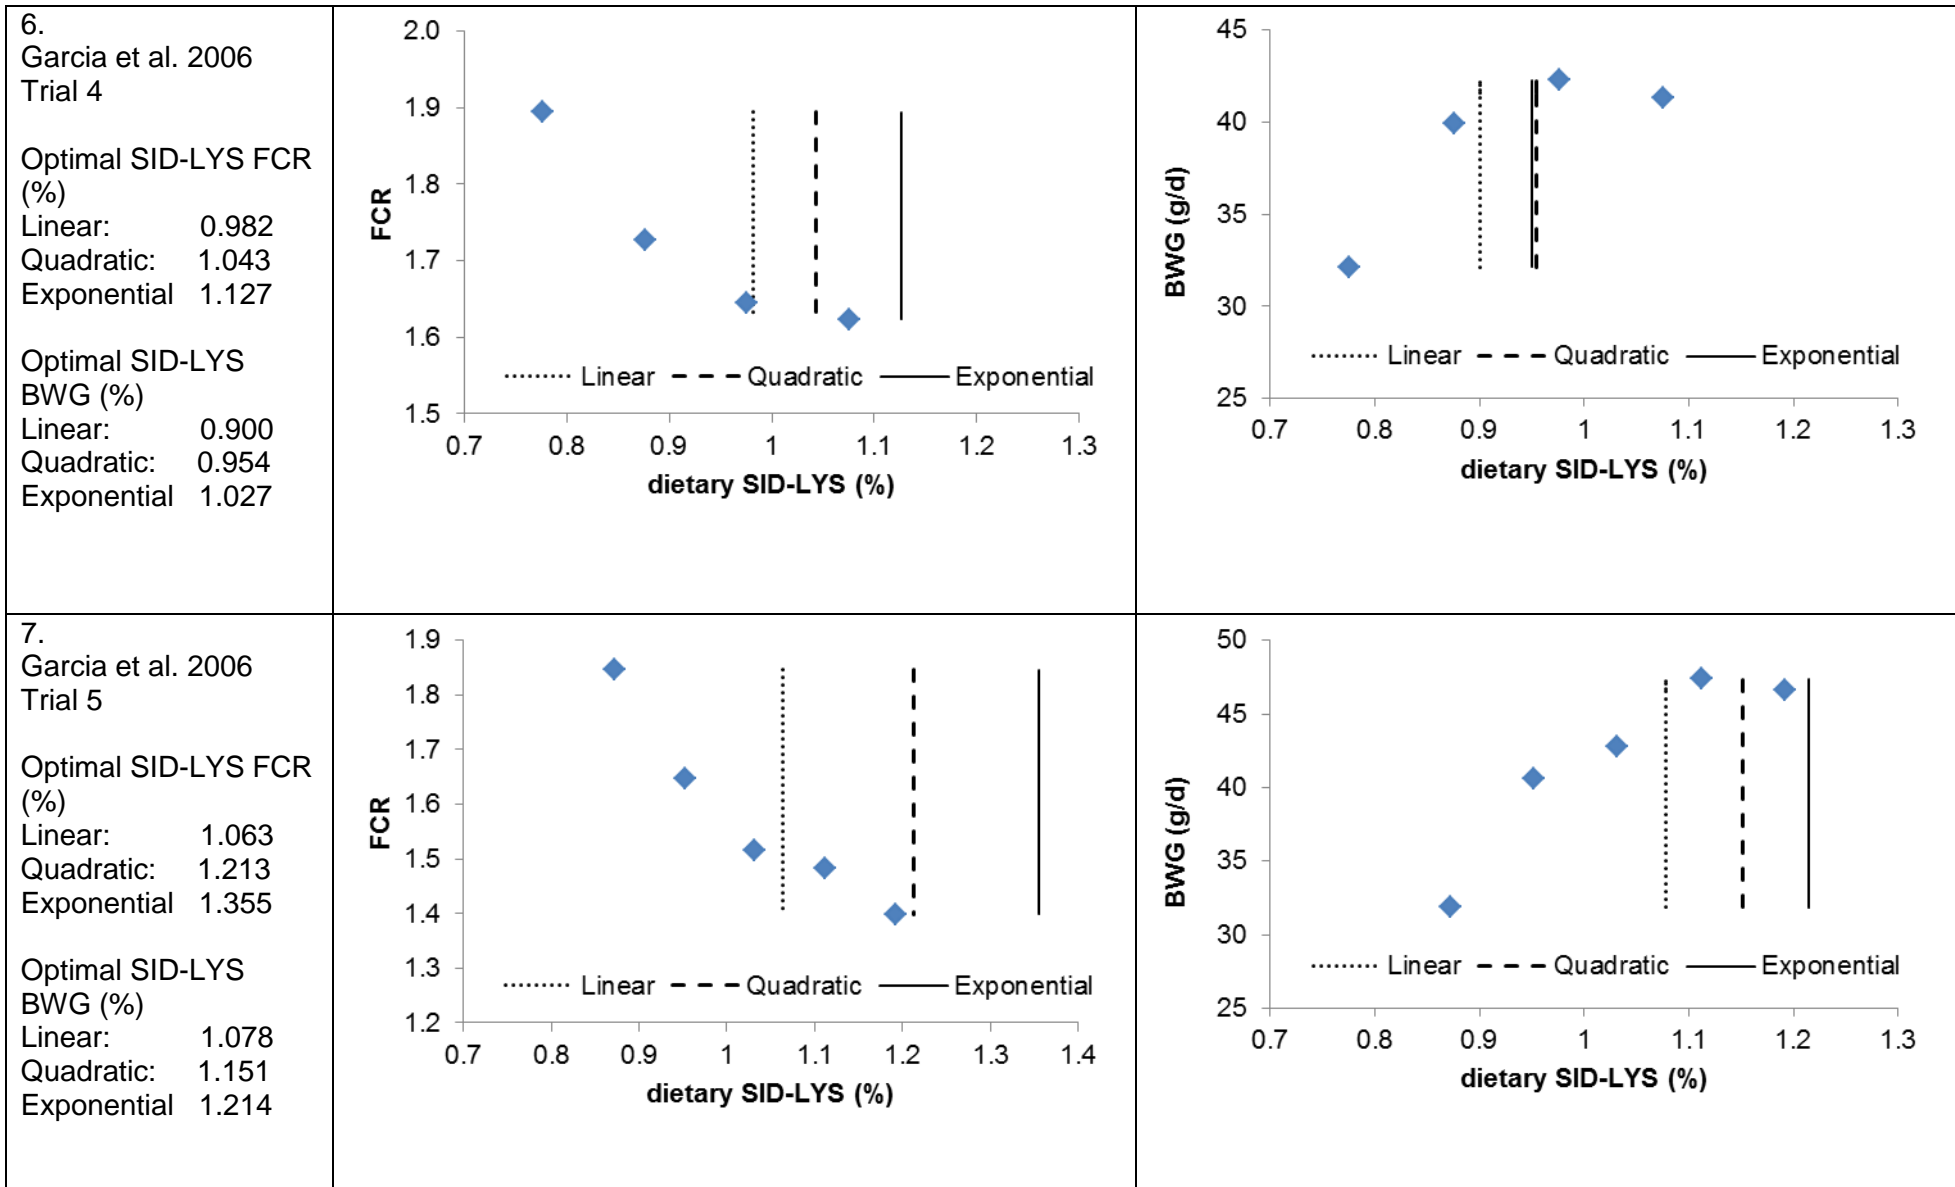 6.
Garcia et al. 2006
Trial 4
Optimal SID-LYS FCR
(%)
Linear: 0.982
Quadratic: 1.043
Exponential 1.127
Optimal SID-LYS
BWG (%)
Linear: 0.900
Quadratic: 0.954
Exponential 1.027
2.0
1.9
1.8
1.7
1.6
1.5
FCR
Linear Quadratic Exponential
0.7 0.8 0.9 1 1.1 1.2 1.3
dietary SID-LYS (%)
45
40
35
30
25
BWG (g/d)
Linear Quadratic Exponential
0.7 0.8 0.9 1 1.1 1.2 1.3
dietary SID-LYS (%)
7.
Garcia et al. 2006
Trial 5
Optimal SID-LYS FCR
(%)
Linear: 1.063
Quadratic: 1.213
Exponential 1.355
Optimal SID-LYS
BWG (%)
Linear: 1.078
Quadratic: 1.151
Exponential 1.214
1.9
1.8
1.7
1.6
1.5
1.4
1.3
1.2
FCR
Linear Quadratic Exponential
0.7 0.8 0.9 1 1.1 1.2 1.3 1.4
dietary SID-LYS (%)
50
45
40
35
30
25
BWG (g/d)
Linear Quadratic Exponential
0.7 0.8 0.9 1 1.1 1.2 1.3
dietary SID-LYS (%)